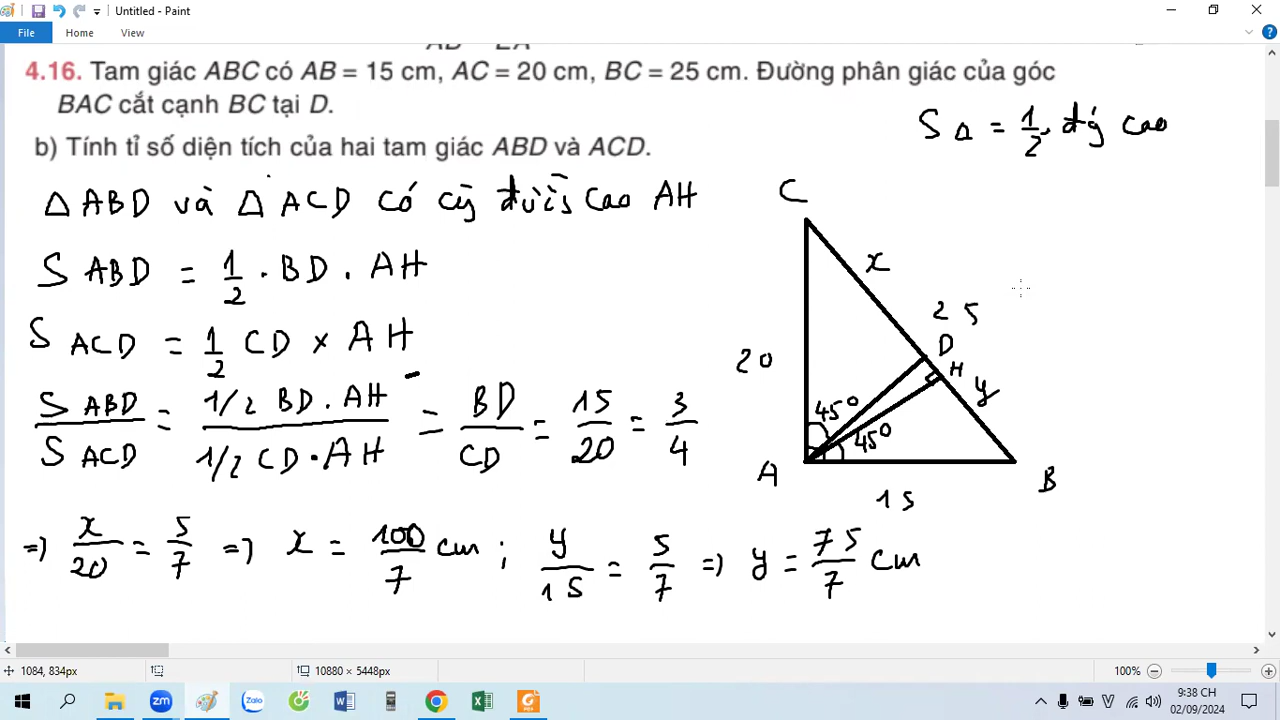 Untitled - Paint
File Home View
4.16. Tam giác ABC có AB = 15 cm, AC = 20 cm, BC = 25 cm. Đường phân giác của góc
BAC cắt cạnh BC tại D.
b) Tính tỉ số diện tích của hai tam giác ABD và ACD.
S Δ = 1/2 . đáy cao
Δ ABD và Δ ACD có cao AH
S ABD = 1/2 . BD . AH
S ACD = 1/2 CD × AH
S ABD / S ACD = 1/2 BD . AH / 1/2 CD . AH = BD / CD = 15/20 = 3/4
=> x/20 = 5/7 => x = 100/7 cm ; y/15 = 5/7 => y = 75/7 cm
C
x
25
D
H
20
y
45°
45°
A
B
15
1084, 834px 10880 × 5448px 100%
zm Zalo 9:38 CH
02/09/2024